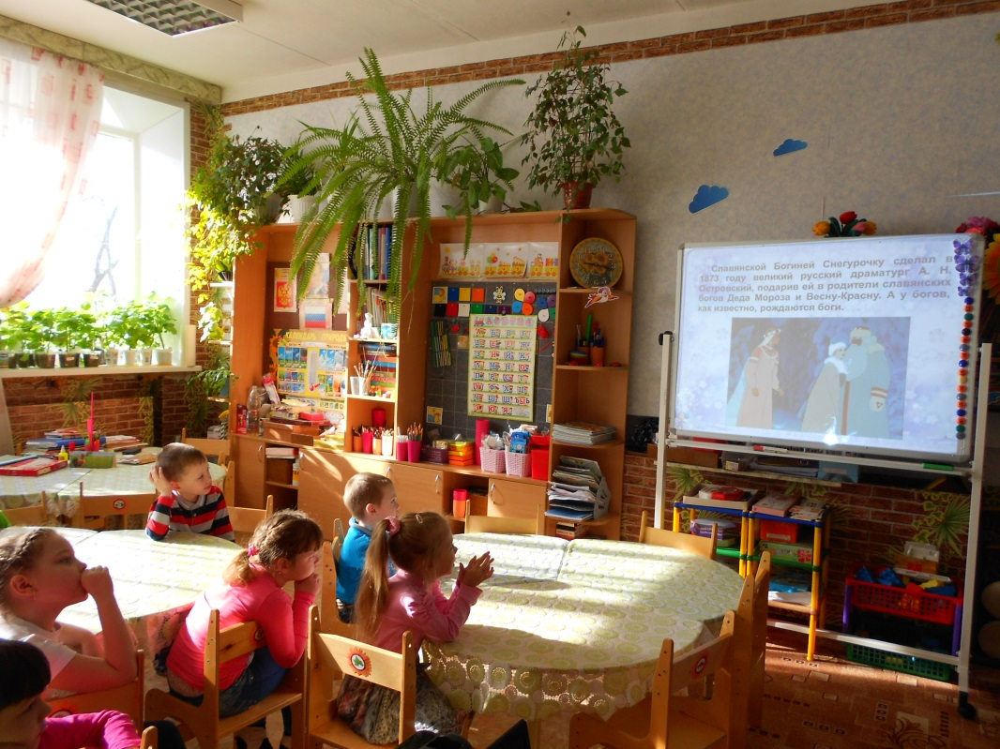 Славянской Богиней Снегурочку сделал в
1873 году великий русский драматург А. Н.
Островский, подарив ей в родители славянских
богов Деда Мороза и Весну-Красну. А у богов,
как известно, рождаются боги.